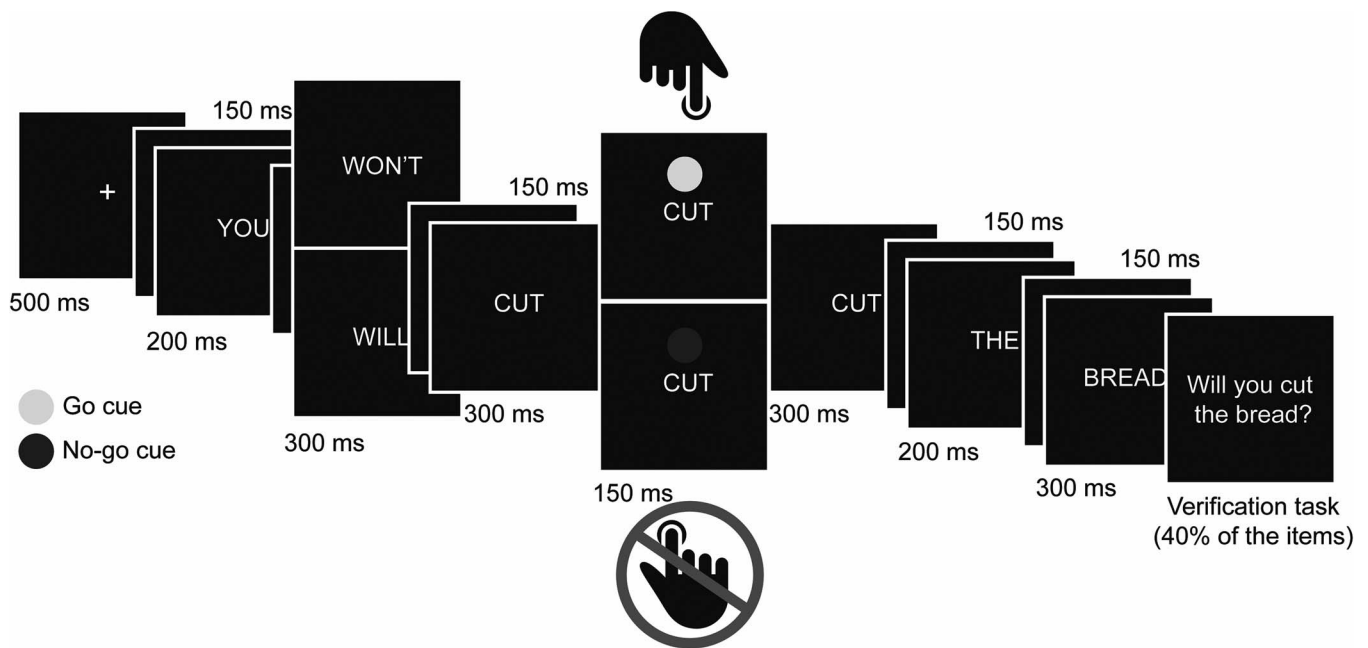 +
500 ms
150 ms
YOU
200 ms
WON'T
WILL
300 ms
150 ms
CUT
300 ms
CUT
CUT
150 ms
CUT
300 ms
150 ms
THE
200 ms
150 ms
BREAD
300 ms
Will you cut
the bread?
Verification task
(40% of the items)
Go cue
No-go cue